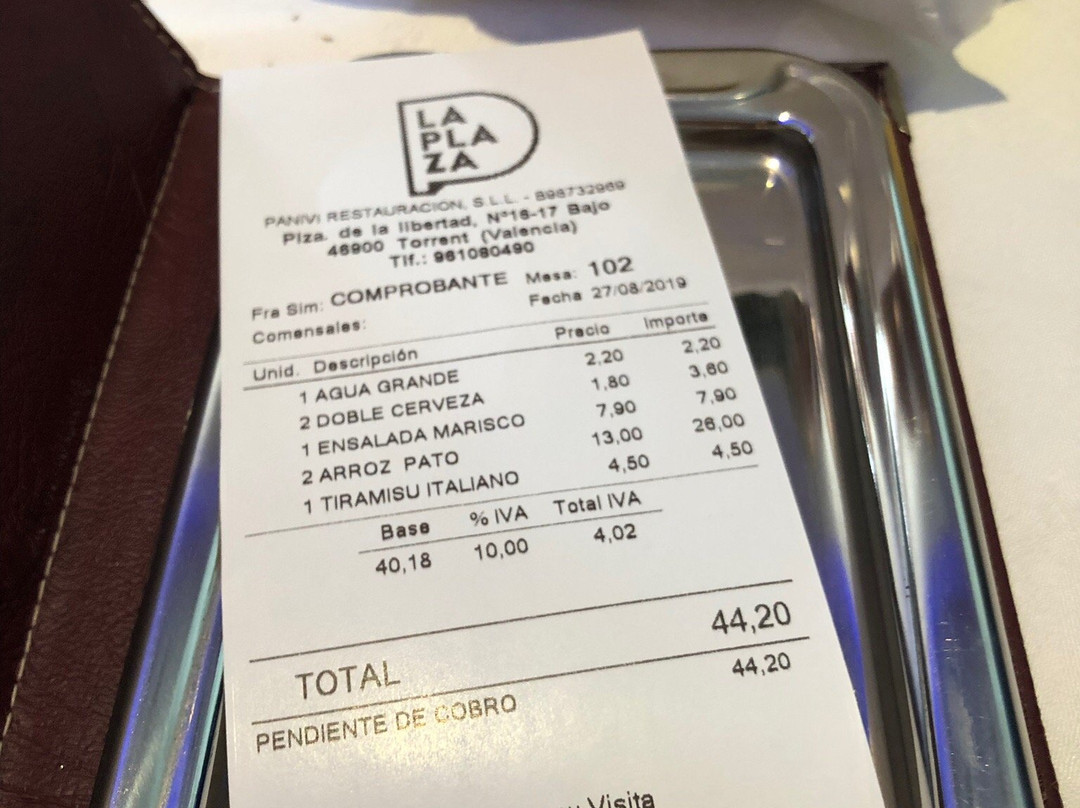 LA
PLA
ZA
PANIVI RESTAURACION, S.L.L. - B98732969
Plza. de la libertad, Nº16-17 Bajo
46900 Torrent (Valencia)
Tlf.: 961080490
Fra Sim: COMPROBANTE Mesa: 102
Comensales: Fecha 27/08/2019
Unid. Descripción Precio Importe
1 AGUA GRANDE 2,20 2,20
2 DOBLE CERVEZA 1,80 3,60
1 ENSALADA MARISCO 7,90 7,90
2 ARROZ PATO 13,00 26,00
1 TIRAMISU ITALIANO 4,50 4,50
Base % IVA Total IVA
40,18 10,00 4,02
TOTAL 44,20
PENDIENTE DE COBRO 44,20
Visita